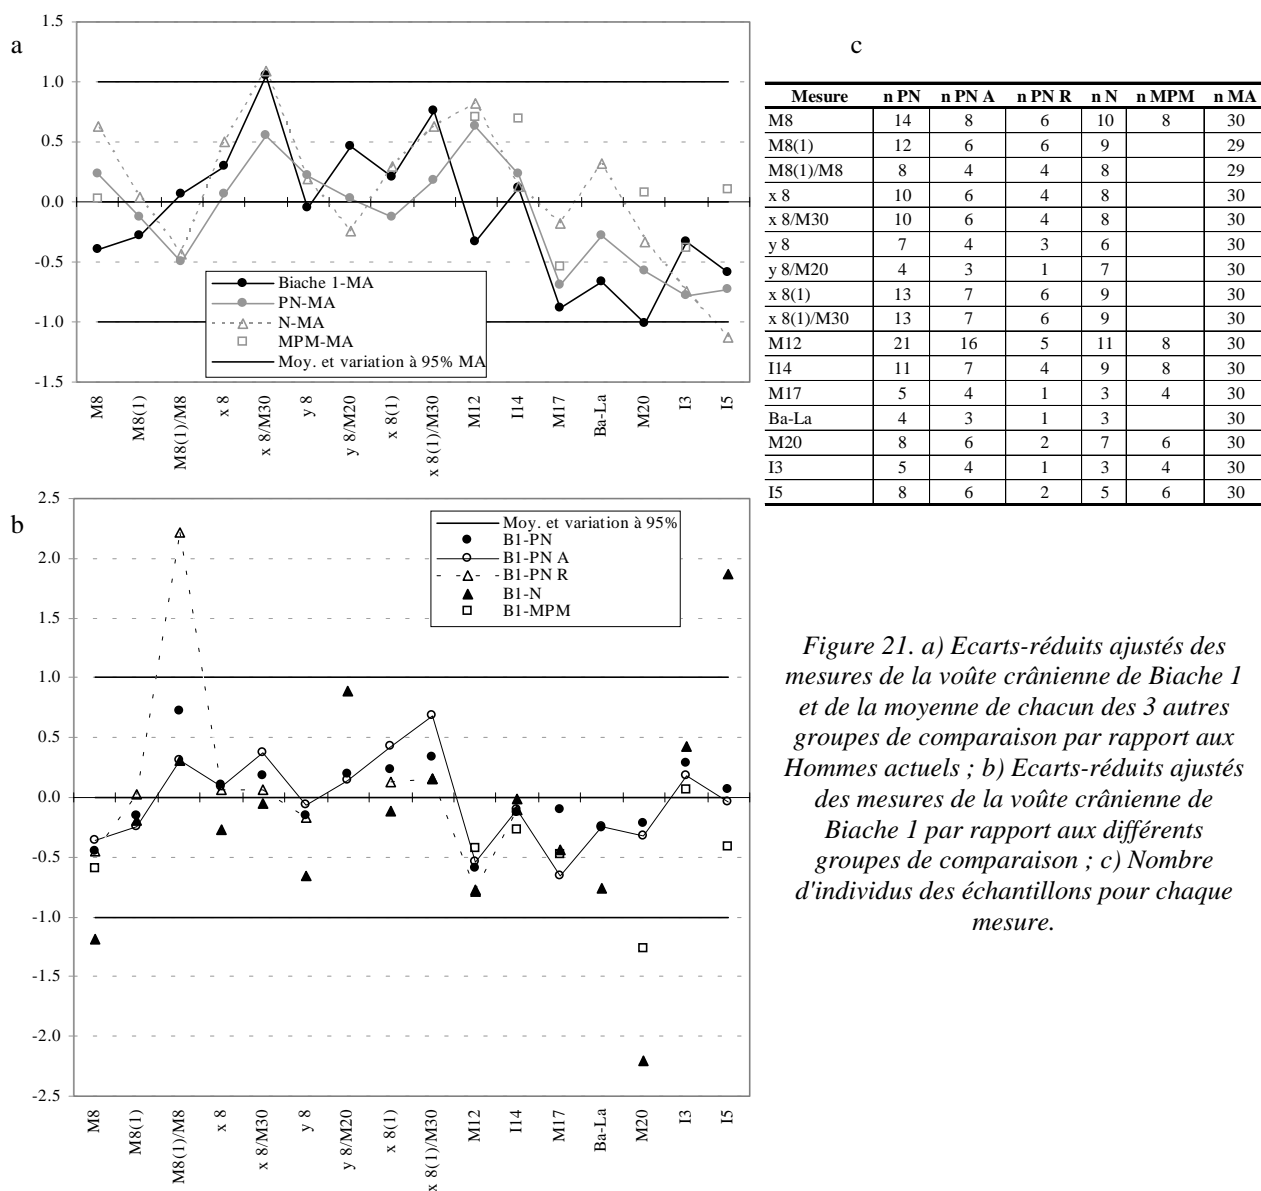 a
1.5
1.0
0.5
0.0
-0.5
-1.0
-1.5
Biache 1-MA
PN-MA
N-MA
MPM-MA
Moy. et variation à 95% MA
M8
M8(1)
M8(1)/M8
x 8
x 8/M30
y 8
y 8/M20
x 8(1)
x 8(1)/M30
M12
I14
M17
Ba-La
M20
I3
I5
c
Mesure n PN n PN A n PN R n N n MPM n MA
M8 14 8 6 10 8 30
M8(1) 12 6 6 9 29
M8(1)/M8 8 4 4 8 29
x 8 10 6 4 8 30
x 8/M30 10 6 4 8 30
y 8 7 4 3 6 30
y 8/M20 4 3 1 7 30
x 8(1) 13 7 6 9 30
x 8(1)/M30 13 7 6 9 30
M12 21 16 5 11 8 30
I14 11 7 4 9 8 30
M17 5 4 1 3 4 30
Ba-La 4 3 1 3 30
M20 8 6 2 7 6 30
I3 5 4 1 3 4 30
I5 8 6 2 5 6 30
b
2.5
2.0
1.5
1.0
0.5
0.0
-0.5
-1.0
-1.5
-2.0
-2.5
Moy. et variation à 95%
B1-PN
B1-PN A
B1-PN R
B1-N
B1-MPM
M8
M8(1)
M8(1)/M8
x 8
x 8/M30
y 8
y 8/M20
x 8(1)
x 8(1)/M30
M12
I14
M17
Ba-La
M20
I3
I5
Figure 21. a) Ecarts-réduits ajustés des
mesures de la voûte crânienne de Biache 1
et de la moyenne de chacun des 3 autres
groupes de comparaison par rapport aux
Hommes actuels ; b) Ecarts-réduits ajustés
des mesures de la voûte crânienne de
Biache 1 par rapport aux différents
groupes de comparaison ; c) Nombre
d'individus des échantillons pour chaque
mesure.